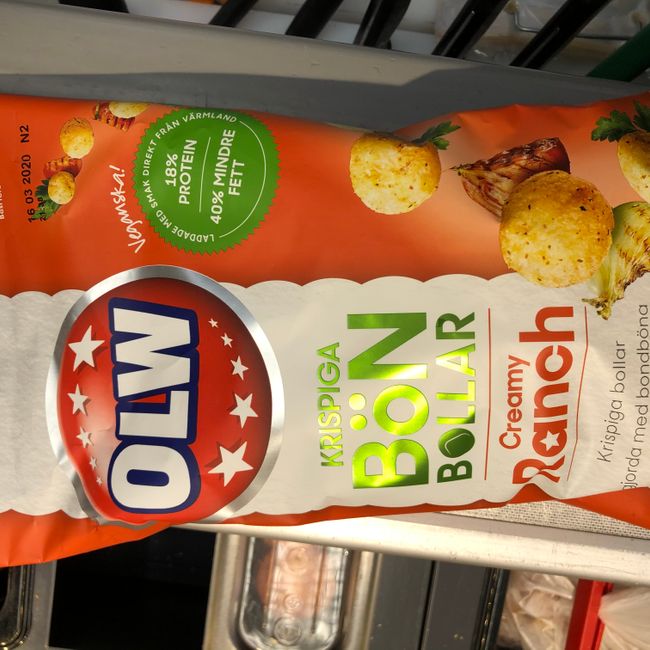 16 03 2020 N2
Veganska!
LADDADE MED SMAK DIREKT FRÅN VÄRMLAND
18%
PROTEIN
40% MINDRE
FETT
OLW
KRISPIGA
BÖN
BOLLAR
Creamy
Ranch
Krispiga bollar
gjorda med bondböna